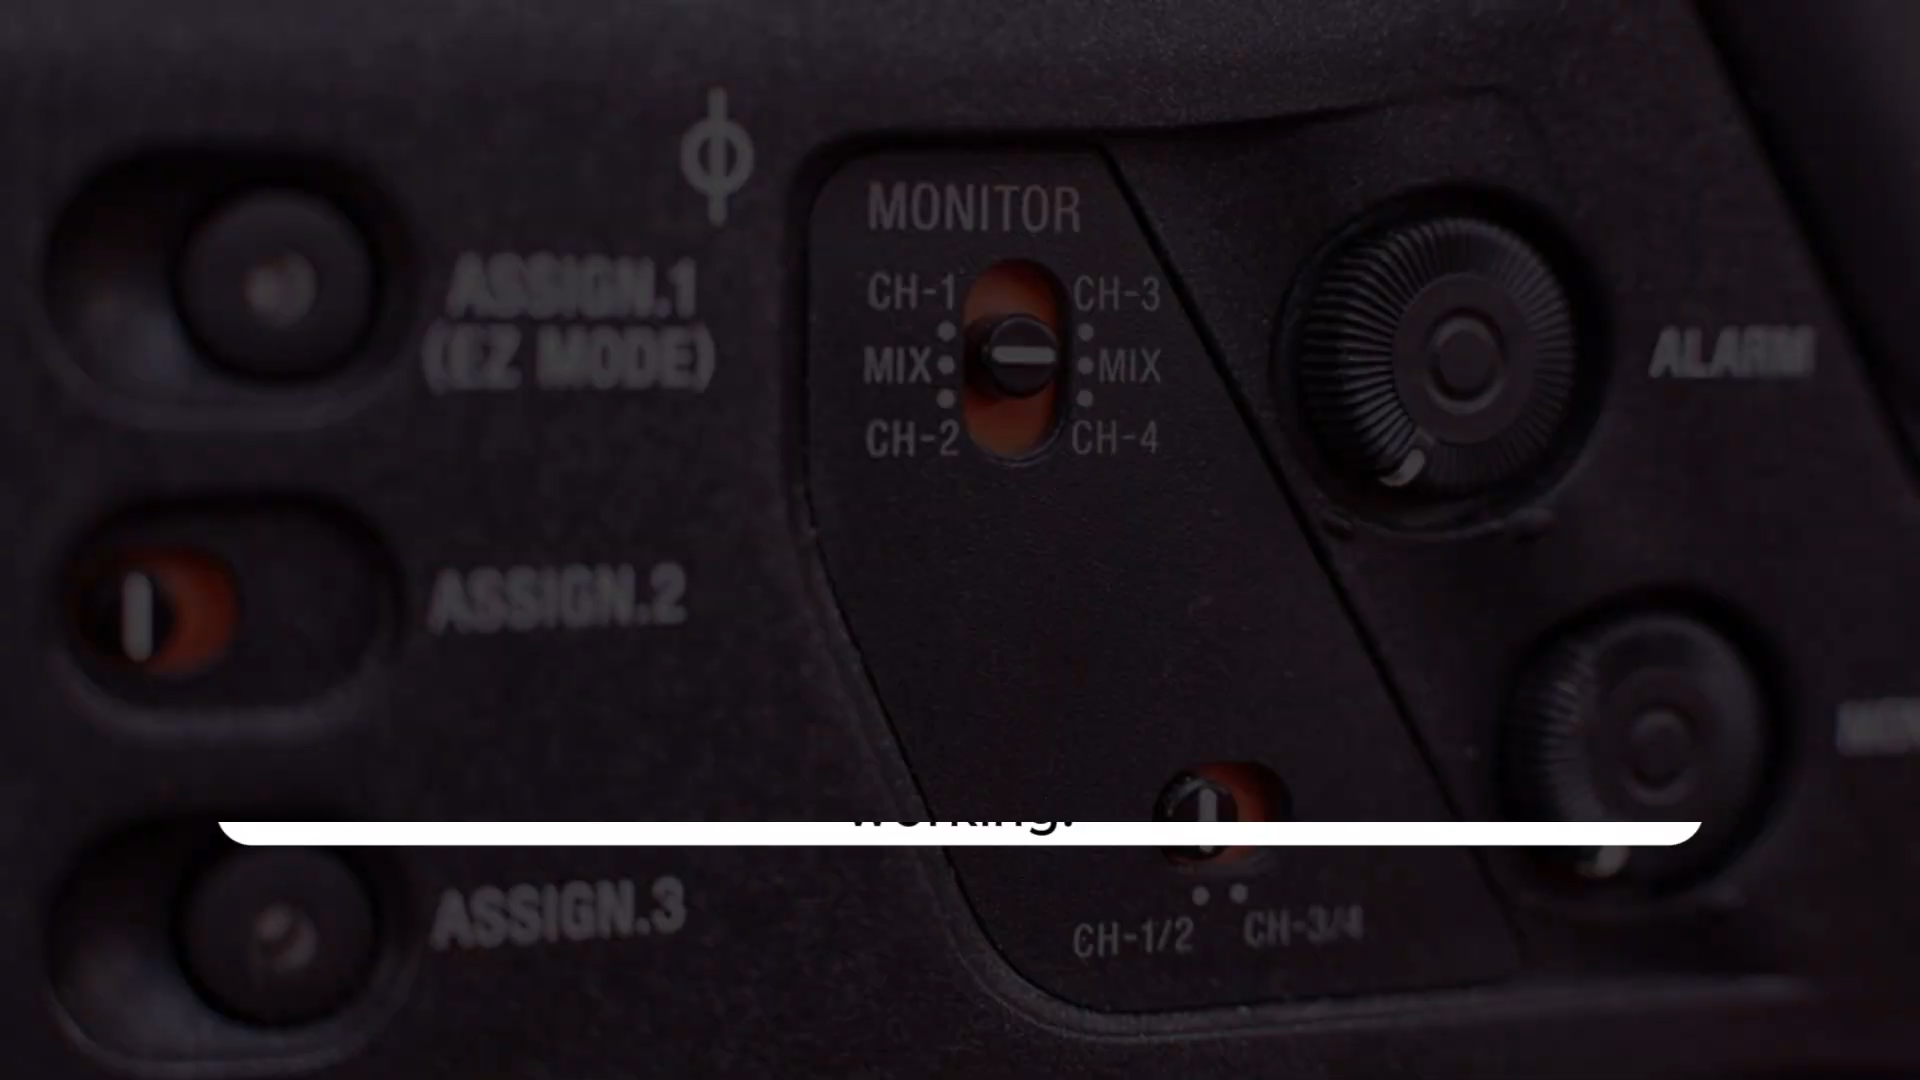 MONITOR
CH-1 CH-3
MIX MIX
CH-2 CH-4
ASSIGN.1
(EZ MODE)
ALARM
ASSIGN.2
working.
ASSIGN.3
CH-1/2 CH-3/4